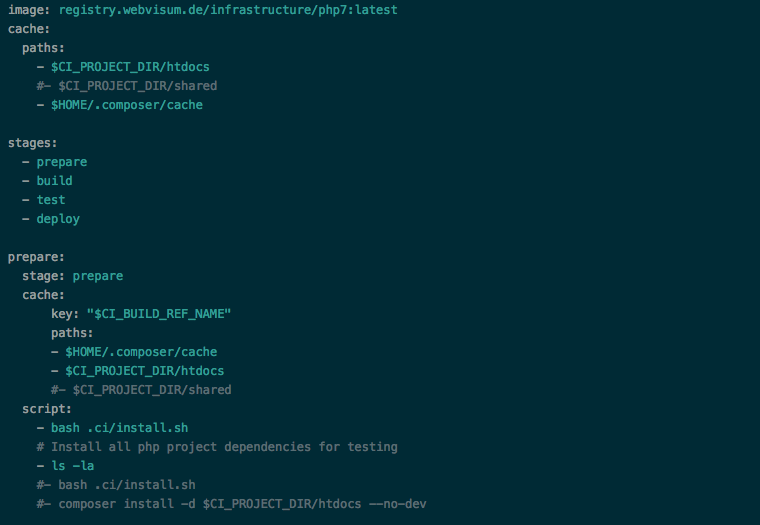 image: registry.webvisum.de/infrastructure/php7:latest
cache:
  paths:
    - $CI_PROJECT_DIR/htdocs
    #- $CI_PROJECT_DIR/shared
    - $HOME/.composer/cache

stages:
  - prepare
  - build
  - test
  - deploy

prepare:
  stage: prepare
  cache:
      key: "$CI_BUILD_REF_NAME"
      paths:
      - $HOME/.composer/cache
      - $CI_PROJECT_DIR/htdocs
      #- $CI_PROJECT_DIR/shared
  script:
    - bash .ci/install.sh
    # Install all php project dependencies for testing
    - ls -la
    #- bash .ci/install.sh
    #- composer install -d $CI_PROJECT_DIR/htdocs --no-dev